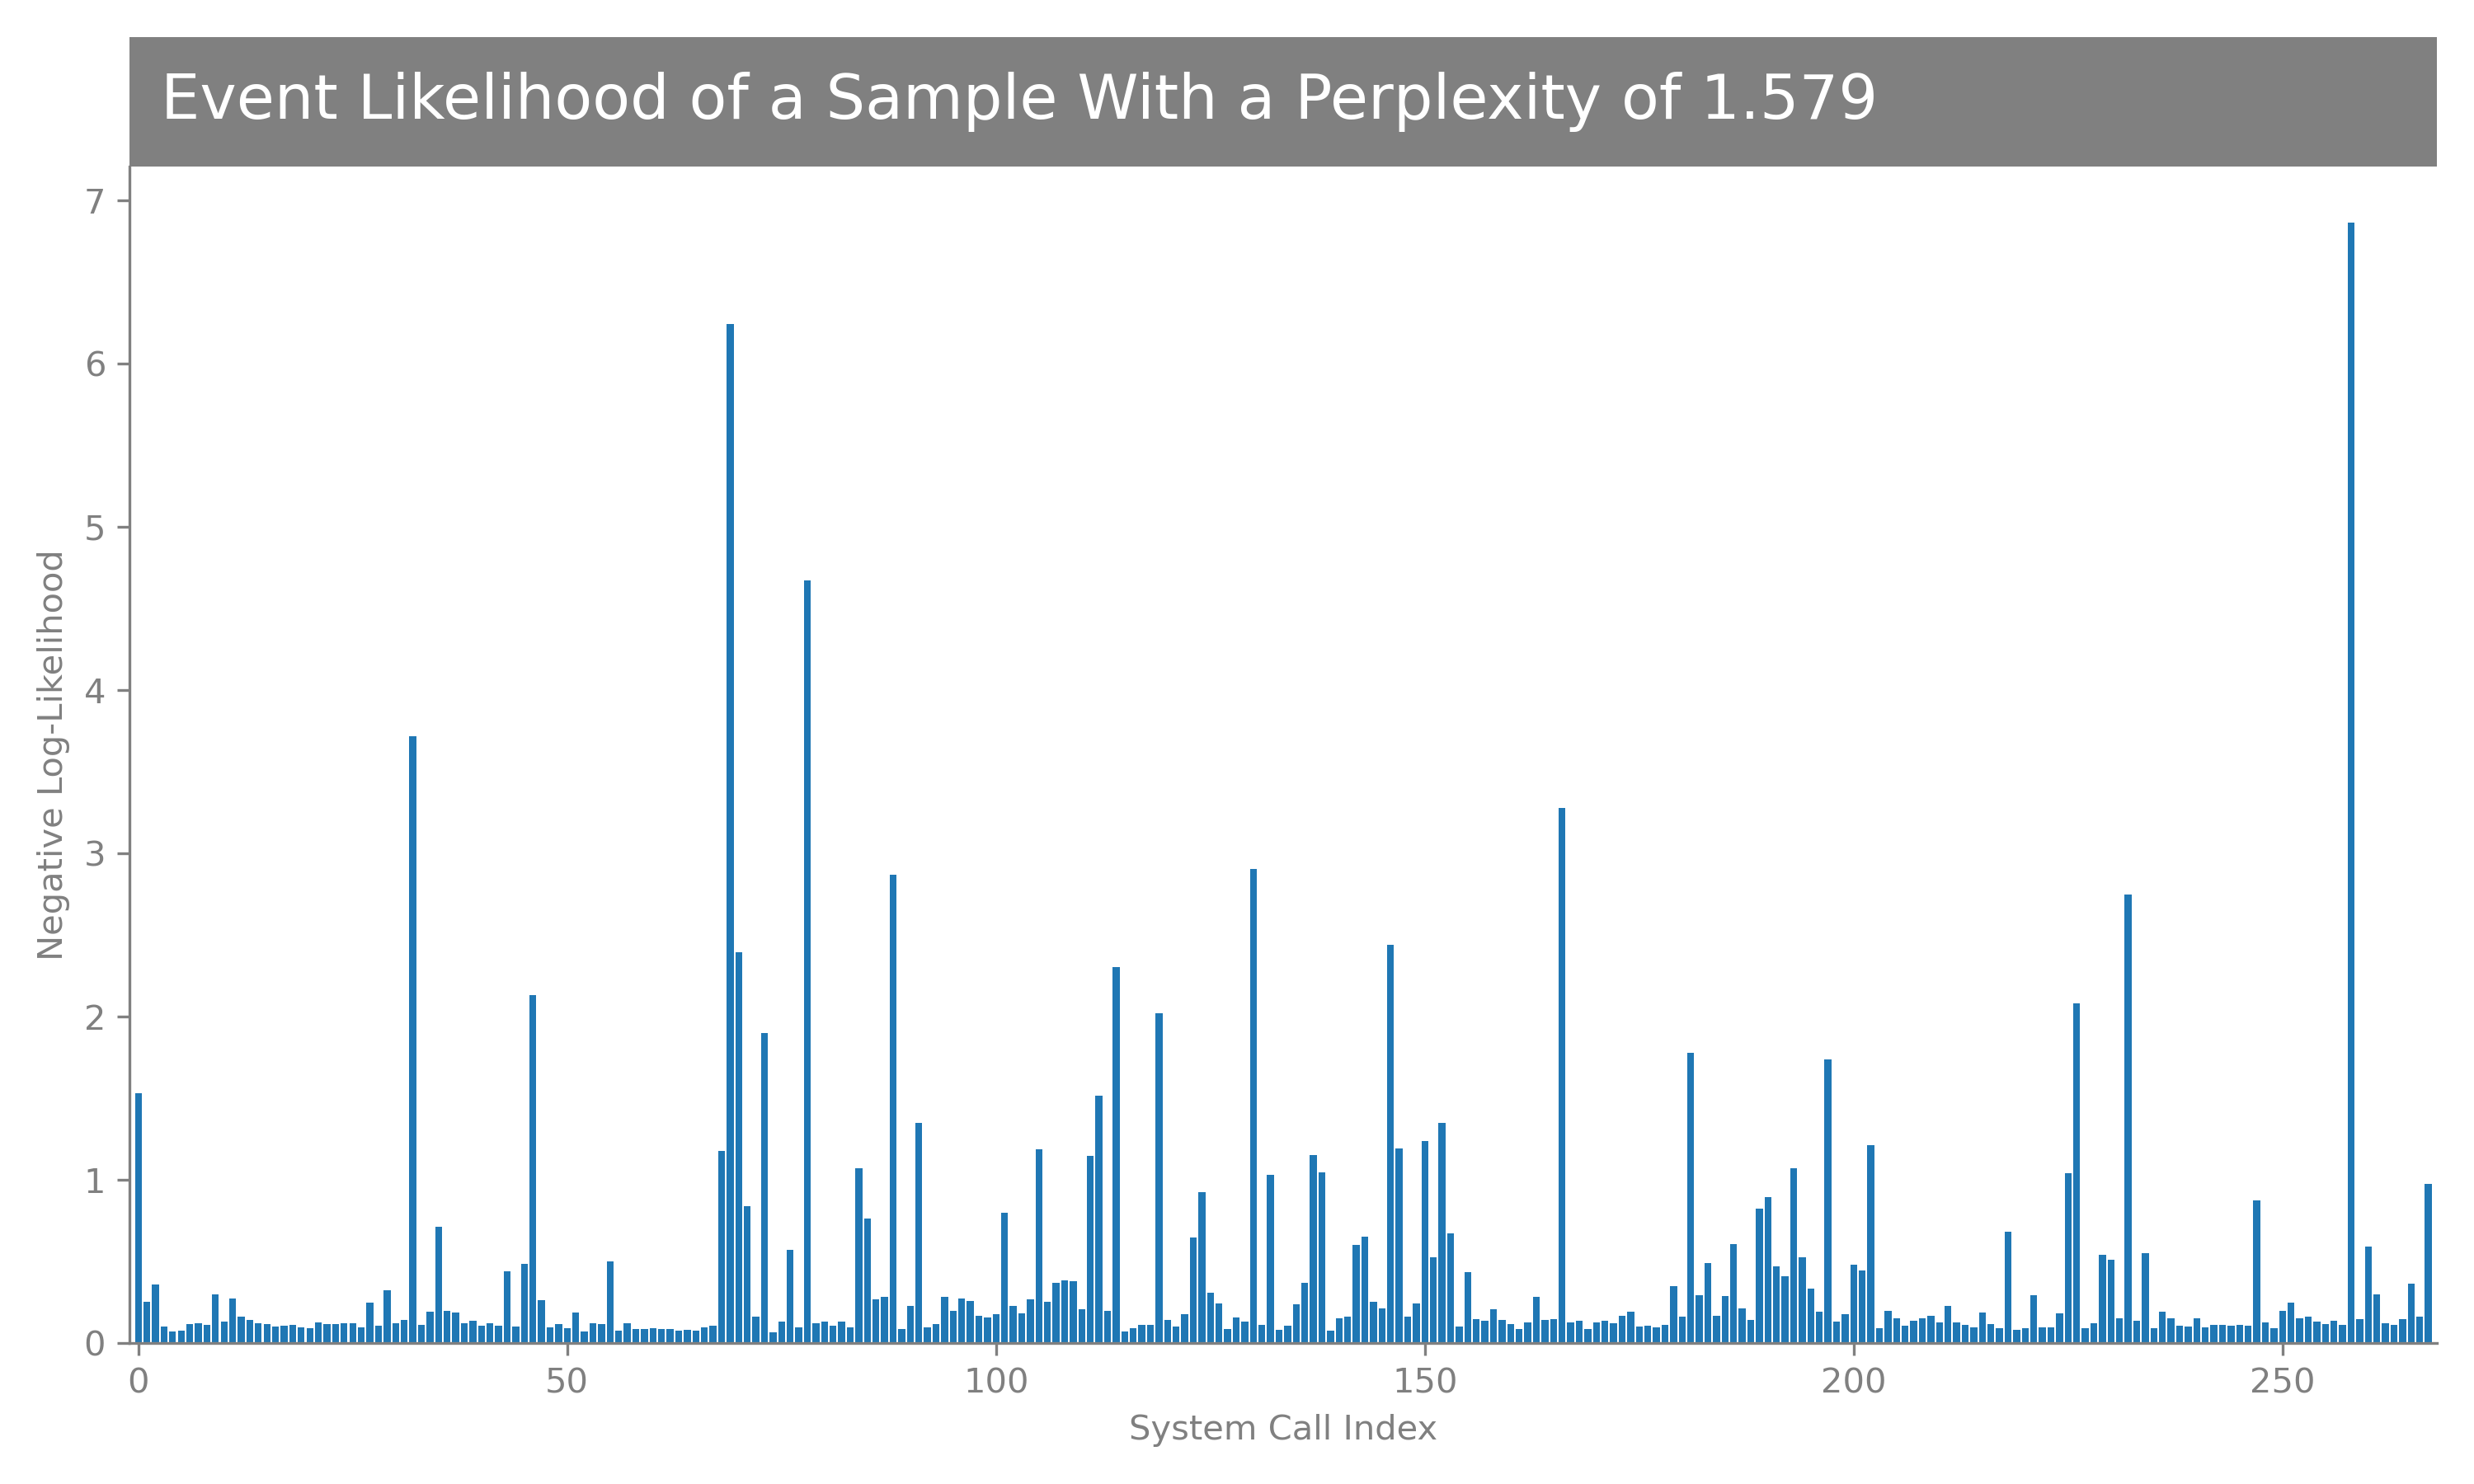 Event Likelihood of a Sample With a Perplexity of 1.579
7
6
5
4
3
2
1
0
Negative Log-Likelihood
0 50 100 150 200 250
System Call Index